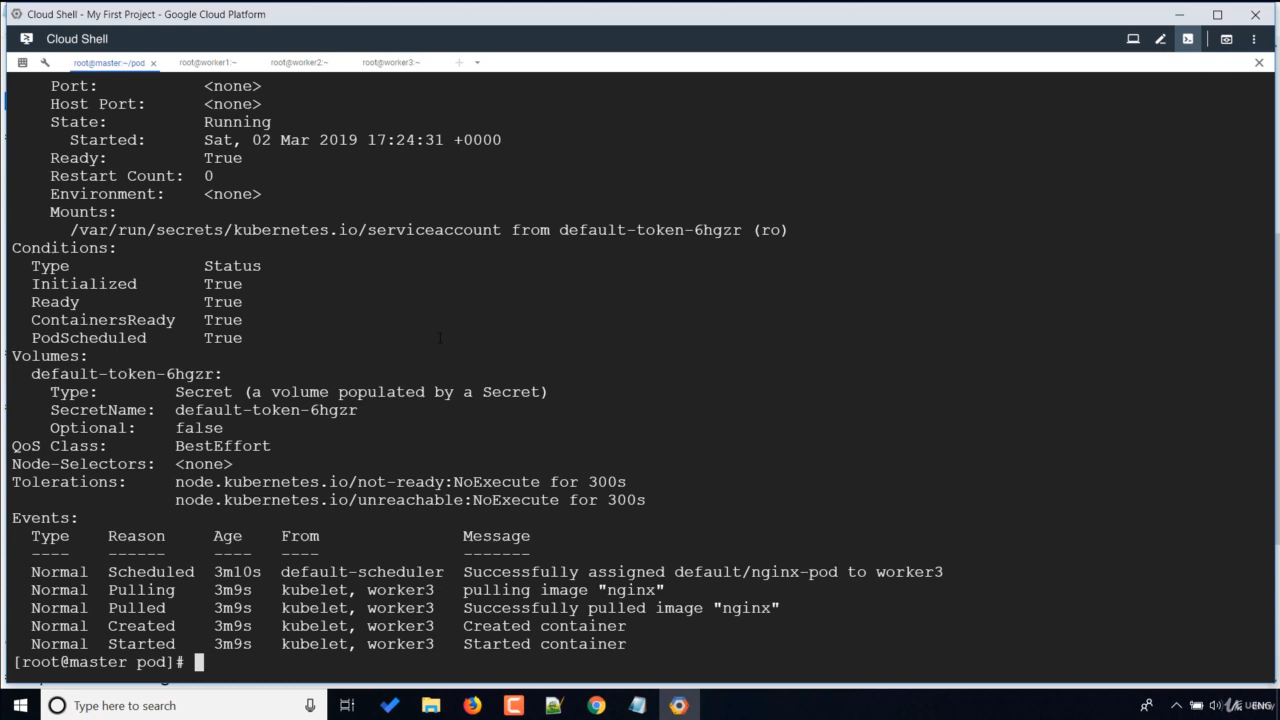 Cloud Shell - My First Project - Google Cloud Platform
Cloud Shell
root@master:~/pod root@worker1:~ root@worker2:~ root@worker3:~
Port: <none>
Host Port: <none>
State: Running
Started: Sat, 02 Mar 2019 17:24:31 +0000
Ready: True
Restart Count: 0
Environment: <none>
Mounts:
/var/run/secrets/kubernetes.io/serviceaccount from default-token-6hgzr (ro)
Conditions:
Type Status
Initialized True
Ready True
ContainersReady True
PodScheduled True
Volumes:
default-token-6hgzr:
Type: Secret (a volume populated by a Secret)
SecretName: default-token-6hgzr
Optional: false
QoS Class: BestEffort
Node-Selectors: <none>
Tolerations: node.kubernetes.io/not-ready:NoExecute for 300s
node.kubernetes.io/unreachable:NoExecute for 300s
Events:
Type Reason Age From Message
---- ------ ---- ---- -------
Normal Scheduled 3m10s default-scheduler Successfully assigned default/nginx-pod to worker3
Normal Pulling 3m9s kubelet, worker3 pulling image "nginx"
Normal Pulled 3m9s kubelet, worker3 Successfully pulled image "nginx"
Normal Created 3m9s kubelet, worker3 Created container
Normal Started 3m9s kubelet, worker3 Started container
[root@master pod]#
Type here to search ENG